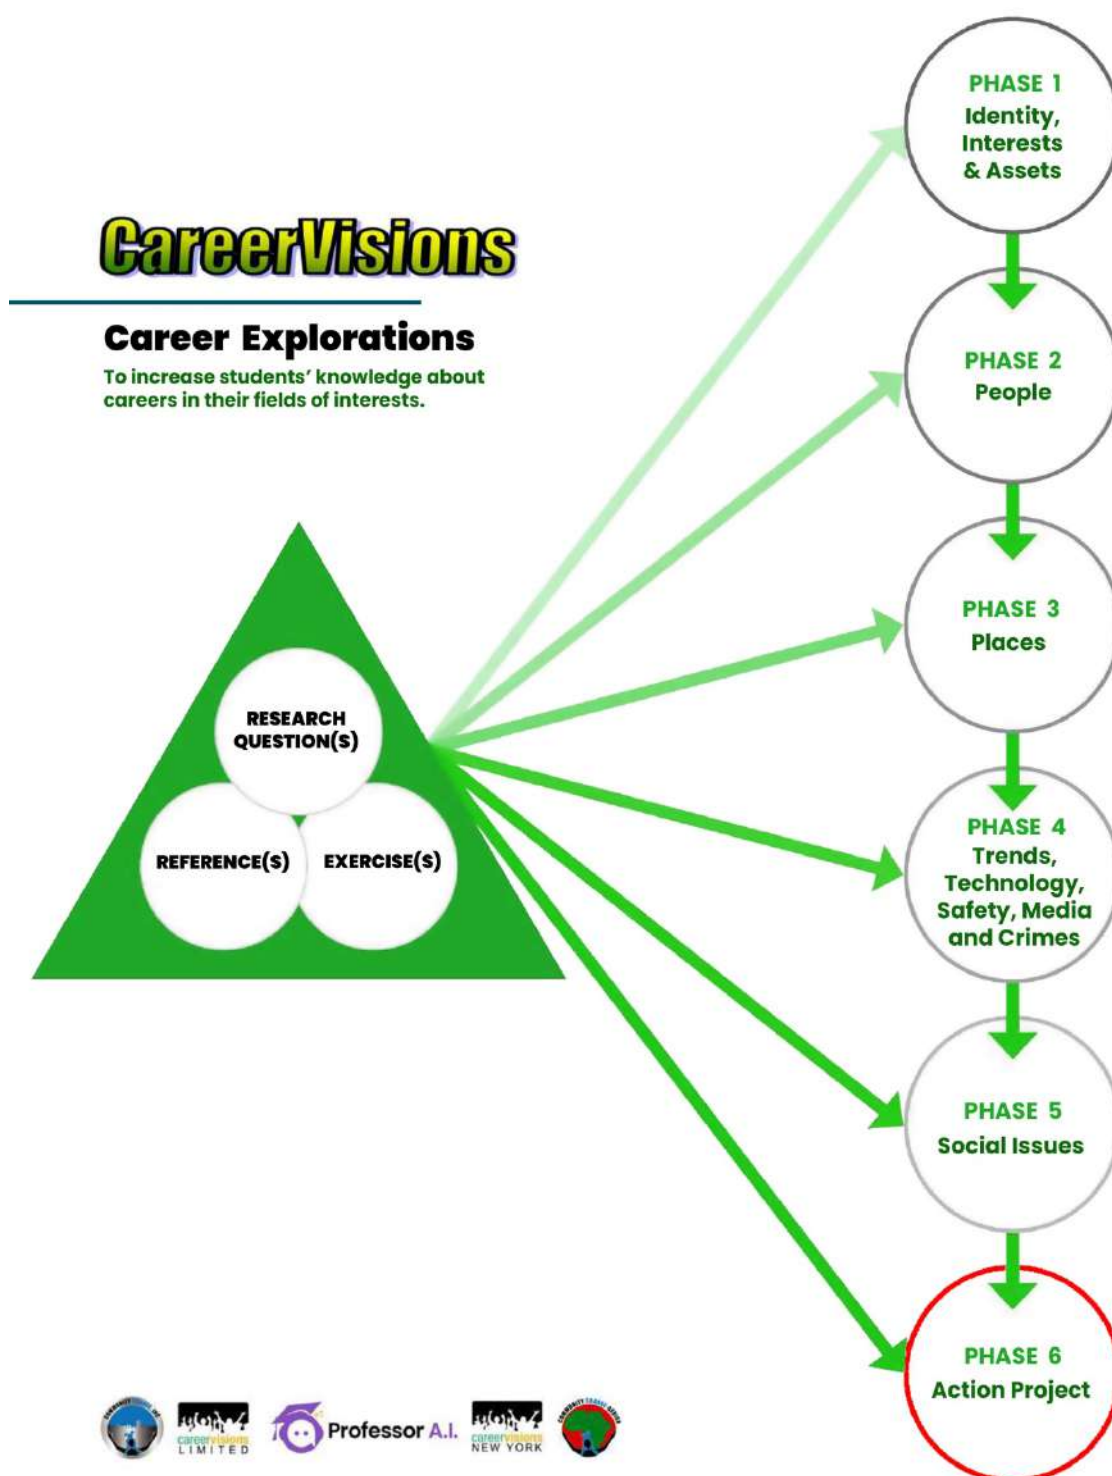 CareerVisions
Career Explorations
To increase students' knowledge about
careers in their fields of interests.
RESEARCH
QUESTION(S)
REFERENCE(S)
EXERCISE(S)
PHASE 1
Identity,
Interests
& Assets
PHASE 2
People
PHASE 3
Places
PHASE 4
Trends,
Technology,
Safety, Media
and Crimes
PHASE 5
Social Issues
PHASE 6
Action Project
careervisions
LIMITED
Professor A.I.
careervisions
NEW YORK